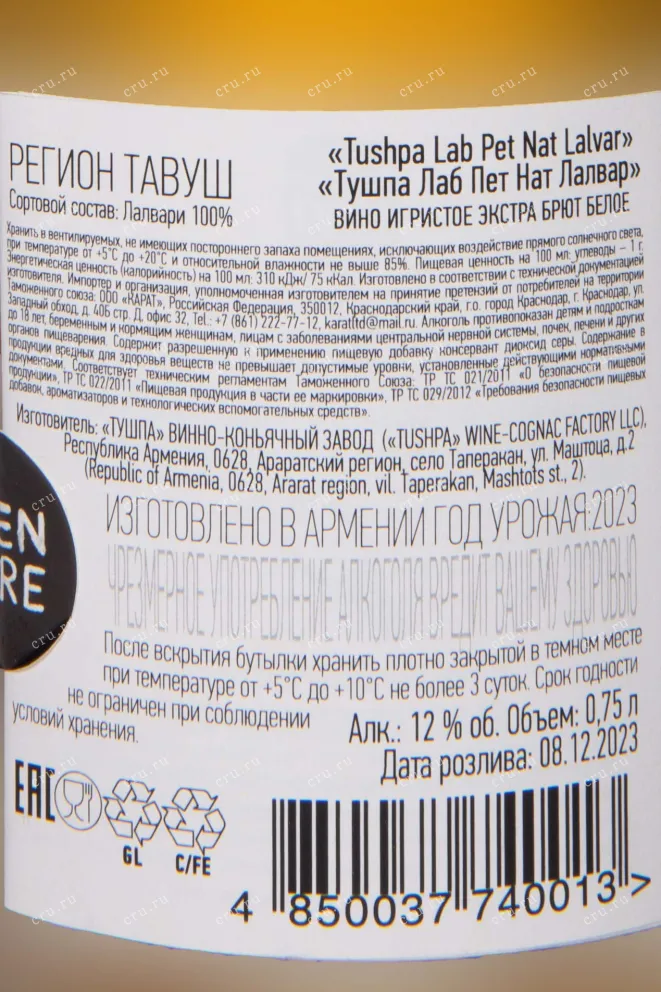 РЕГИОН ТАВУШ
Сортовой состав: Лалвари 100%
«Tushpa Lab Pet Nat Lalvar»
«Тушпа Лаб Пет Нат Лалвар»
ВИНО ИГРИСТОЕ ЭКСТРА БРЮТ БЕЛОЕ
Хранить в вентилируемых, не имеющих постороннего запаха помещениях, исключающих воздействие прямого солнечного света,
при температуре от +5°С до +20°С и относительной влажности не выше 85%. Пищевая ценность на 100 мл: углеводы – 1 г.
Энергетическая ценность (калорийность) на 100 мл: 310 кДж/ 75 кКал. Изготовлено в соответствии с технической документацией
изготовителя. Импортер и организация, уполномоченная изготовителем на принятие претензий от потребителей на территории
Таможенного союза: ООО «КАРАТ», Российская Федерация, 350012, Краснодарский край, г.о. город Краснодар, г. Краснодар, ул.
Западный обход, д. 40б стр. Д, офис 32, Tel.: +7 (861) 222-77-12, karatltd@mail.ru. Алкоголь противопоказан детям и подросткам
до 18 лет, беременным и кормящим женщинам, лицам с заболеваниями центральной нервной системы, почек, печени и других
органов пищеварения. Содержит разрешенную к применению пищевую добавку консервант диоксид серы. Содержание в
продукции вредных для здоровья веществ не превышает допустимые уровни, установленные действующими нормативными
документами. Соответствует техническим регламентам Таможенного Союза: ТР ТС 021/2011 "О безопасности пищевой
продукции", ТР ТС 022/2011 "Пищевая продукция в части ее маркировки", ТР ТС 029/2012 «Требования безопасности пищевых
добавок, ароматизаторов и технологических вспомогательных средств».
Изготовитель: «ТУШПА» ВИННО-КОНЬЯЧНЫЙ ЗАВОД («TUSHPA» WINE-COGNAC FACTORY LLC),
Республика Армения, 0628, Араратский регион, село Таперакан, ул. Маштоца, д.2
(Republic of Armenia, 0628, Ararat region, vil. Taperakan, Mashtots st., 2).
ИЗГОТОВЛЕНО В АРМЕНИИ ГОД УРОЖАЯ:2023
ЧРЕЗМЕРНОЕ УПОТРЕБЛЕНИЕ АЛКОГОЛЯ ВРЕДИТ ВАШЕМУ ЗДОРОВЬЮ
EN
RE
После вскрытия бутылки хранить плотно закрытой в темном месте
при температуре от +5°С до +10°С не более 3 суток. Срок годности
не ограничен при соблюдении
условий хранения.
Алк.: 12 % об. Объем: 0,75 л
Дата розлива: 08.12.2023
EAC
GL
C/FE
4 850037 740013 >
cru.ru